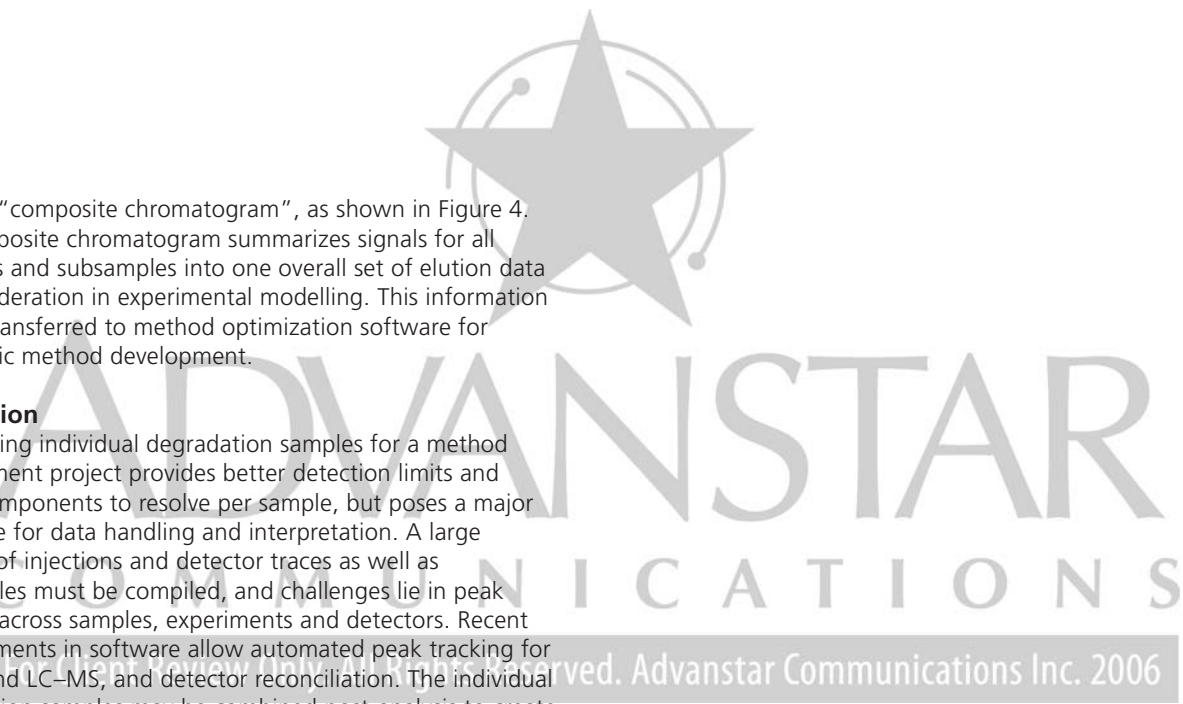 “composite chromatogram”, as shown in Figure 4.
posite chromatogram summarizes signals for all
s and subsamples into one overall set of elution data
deration in experimental modelling. This information
ansferred to method optimization software for
ic method development.
ion
ing individual degradation samples for a method
ment project provides better detection limits and
mponents to resolve per sample, but poses a major
e for data handling and interpretation. A large
of injections and detector traces as well as
les must be compiled, and challenges lie in peak
across samples, experiments and detectors. Recent
ments in software allow automated peak tracking for
nd LC–MS, and detector reconciliation. The individual
ADVANSTAR
COMMUNICATIONS
For Client Review Only. All Rights Reserved. Advanstar Communications Inc. 2006